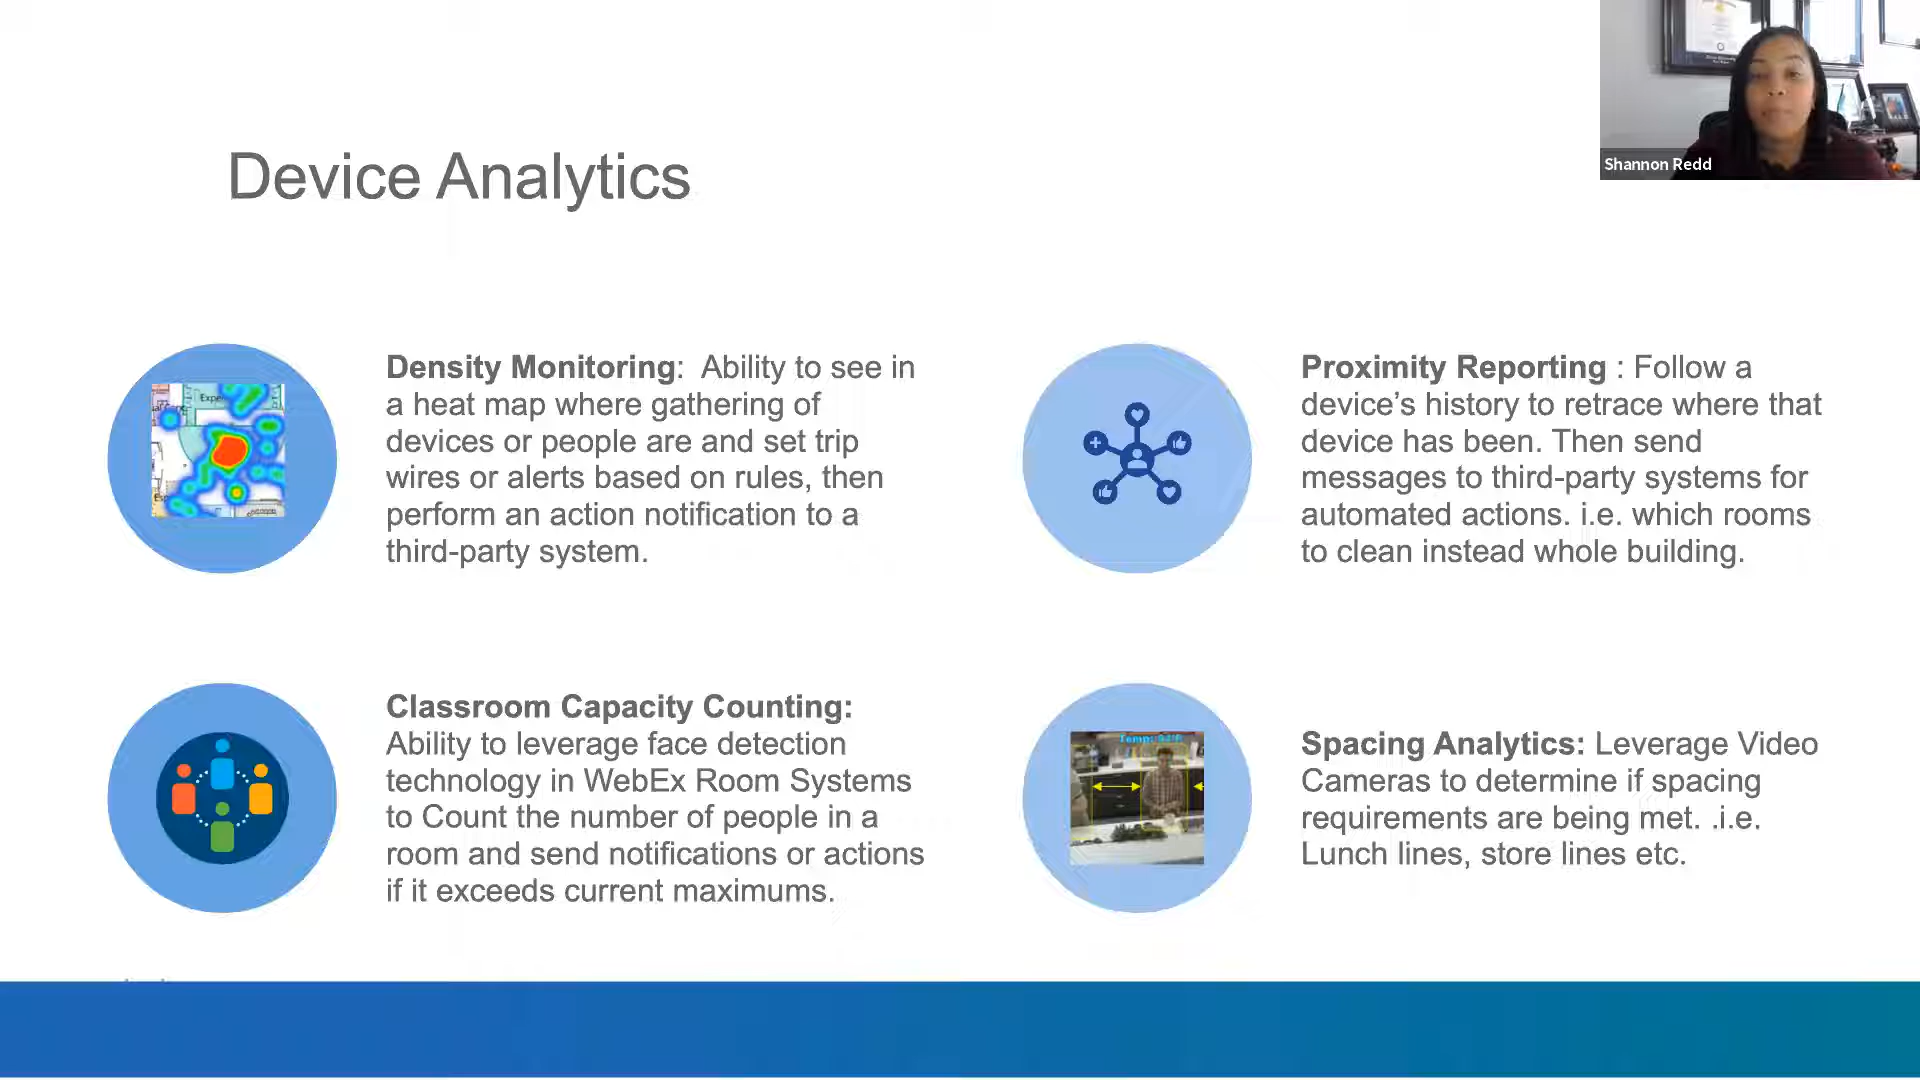 Shannon Redd
Device Analytics
Density Monitoring:  Ability to see in
a heat map where gathering of
devices or people are and set trip
wires or alerts based on rules, then
perform an action notification to a
third-party system.
Proximity Reporting : Follow a
device’s history to retrace where that
device has been. Then send
messages to third-party systems for
automated actions. i.e. which rooms
to clean instead whole building.
Classroom Capacity Counting:
Ability to leverage face detection
technology in WebEx Room Systems
to Count the number of people in a
room and send notifications or actions
if it exceeds current maximums.
Spacing Analytics: Leverage Video
Cameras to determine if spacing
requirements are being met. .i.e.
Lunch lines, store lines etc.